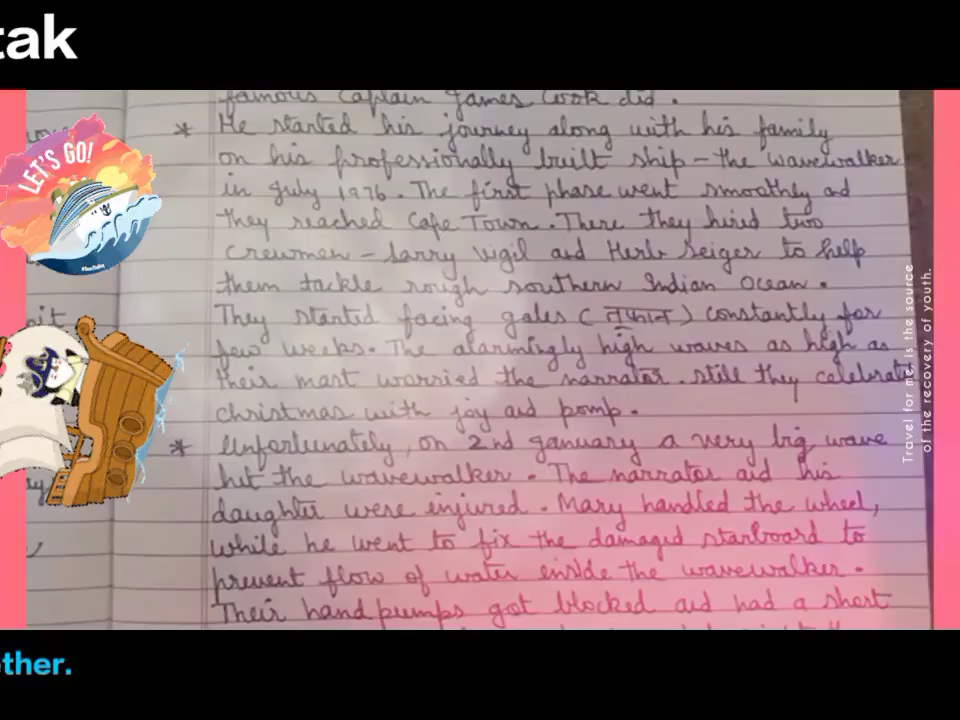 tak
famous Captain James Cook did.
* He started his journey along with his family
on his professionally built ship - the wavewalker
in July 1976. The first phase went smoothly ad
they reached Cape Town. There they hired two
crewmen - Larry Vigil ad Herb Seiger to help
them tackle rough southern Indian Ocean.
They started facing gales (तुफान) constantly for
few weeks. The alarmingly high waves as high as
their mast worried the narrator. still they celebrat
christmas with joy ad pomp.
* Unfortunately, on 2nd January a very big wave
hit the wavewalker. The narrator ad his
daughter were injured. Mary handled the wheel,
while he went to fix the damaged starboard to
prevent flow of water inside the wavewalker.
Their hand pumps got blocked ad had a short
LET'S GO!
Travel for me, is the source
of the recovery of youth.
ether.